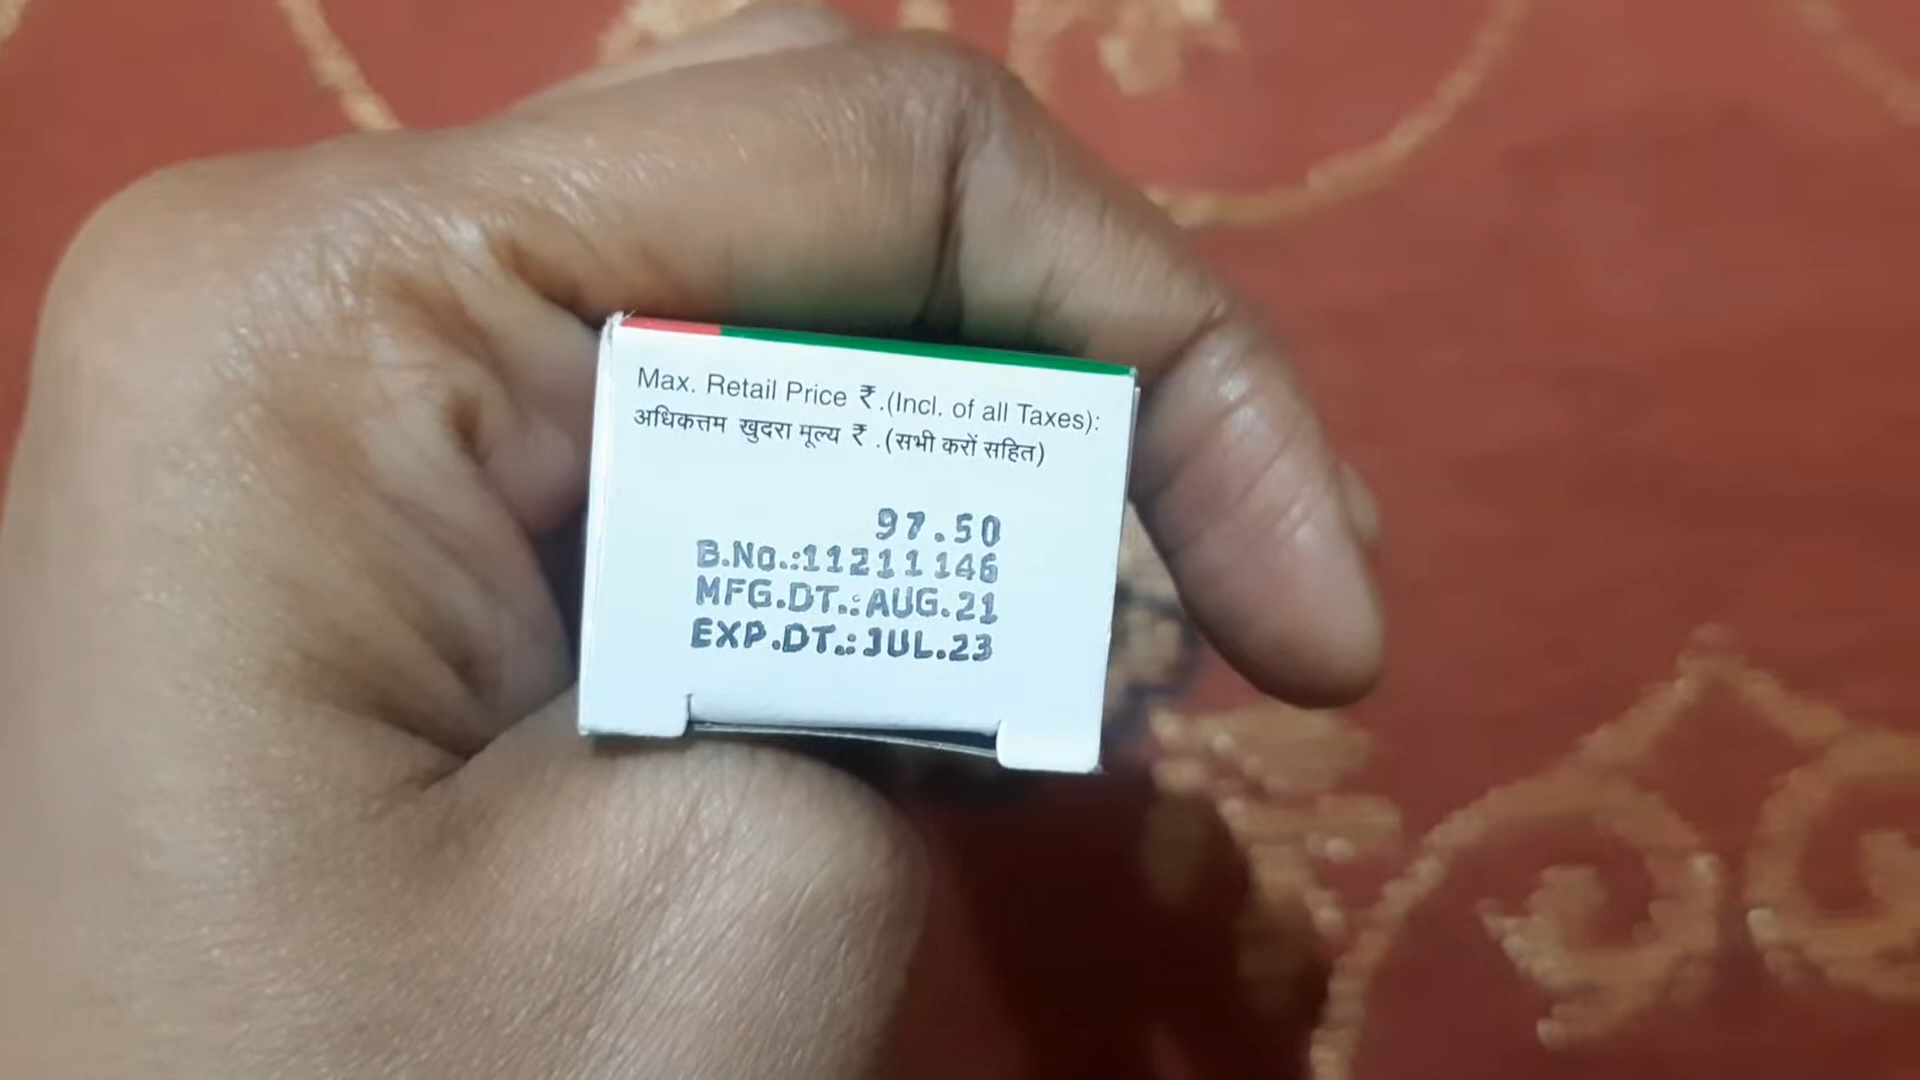 Max. Retail Price ₹.(Incl. of all Taxes):
अधिकत्तम खुदरा मूल्य ₹ .(सभी करों सहित)
97.50
B.No.:11211146
MFG.DT.:AUG.21
EXP.DT.:JUL.23